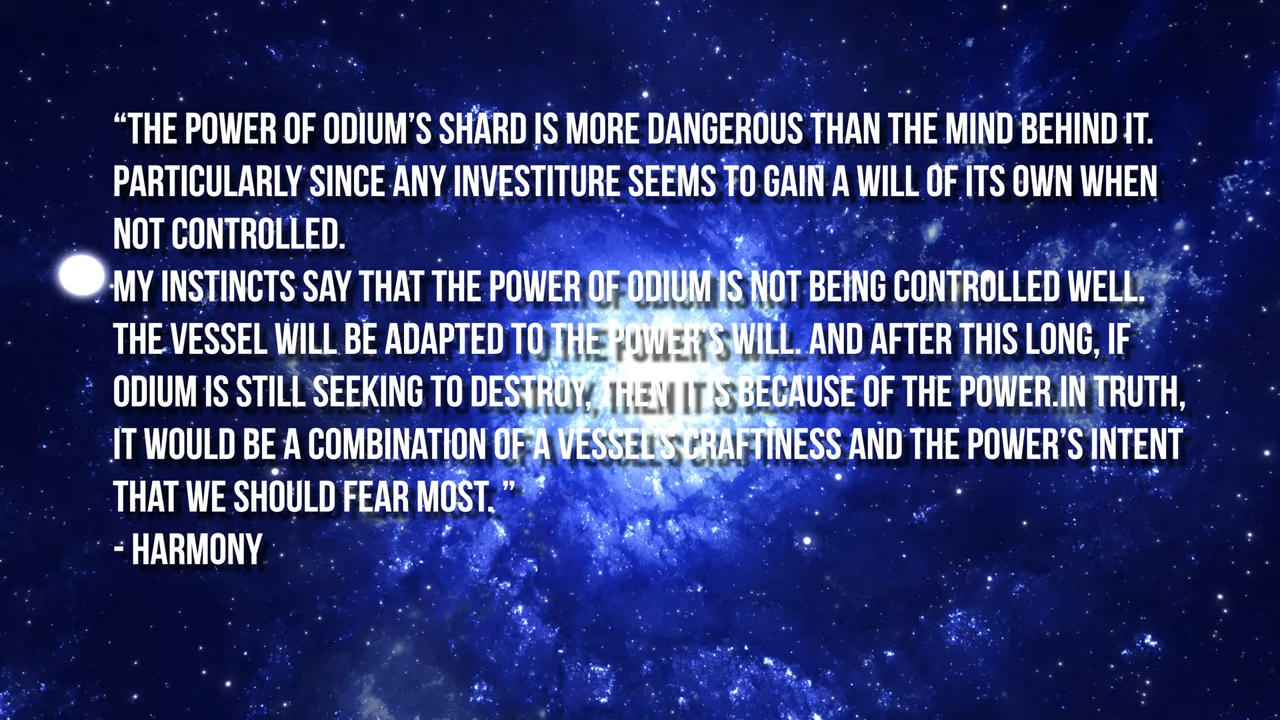 “THE POWER OF ODIUM’S SHARD IS MORE DANGEROUS THAN THE MIND BEHIND IT.
PARTICULARLY SINCE ANY INVESTITURE SEEMS TO GAIN A WILL OF ITS OWN WHEN
NOT CONTROLLED.
MY INSTINCTS SAY THAT THE POWER OF ODIUM IS NOT BEING CONTROLLED WELL.
THE VESSEL WILL BE ADAPTED TO THE POWER’S WILL. AND AFTER THIS LONG, IF
ODIUM IS STILL SEEKING TO DESTROY, THEN IT IS BECAUSE OF THE POWER.IN TRUTH,
IT WOULD BE A COMBINATION OF A VESSEL’S CRAFTINESS AND THE POWER’S INTENT
THAT WE SHOULD FEAR MOST. ”
- HARMONY